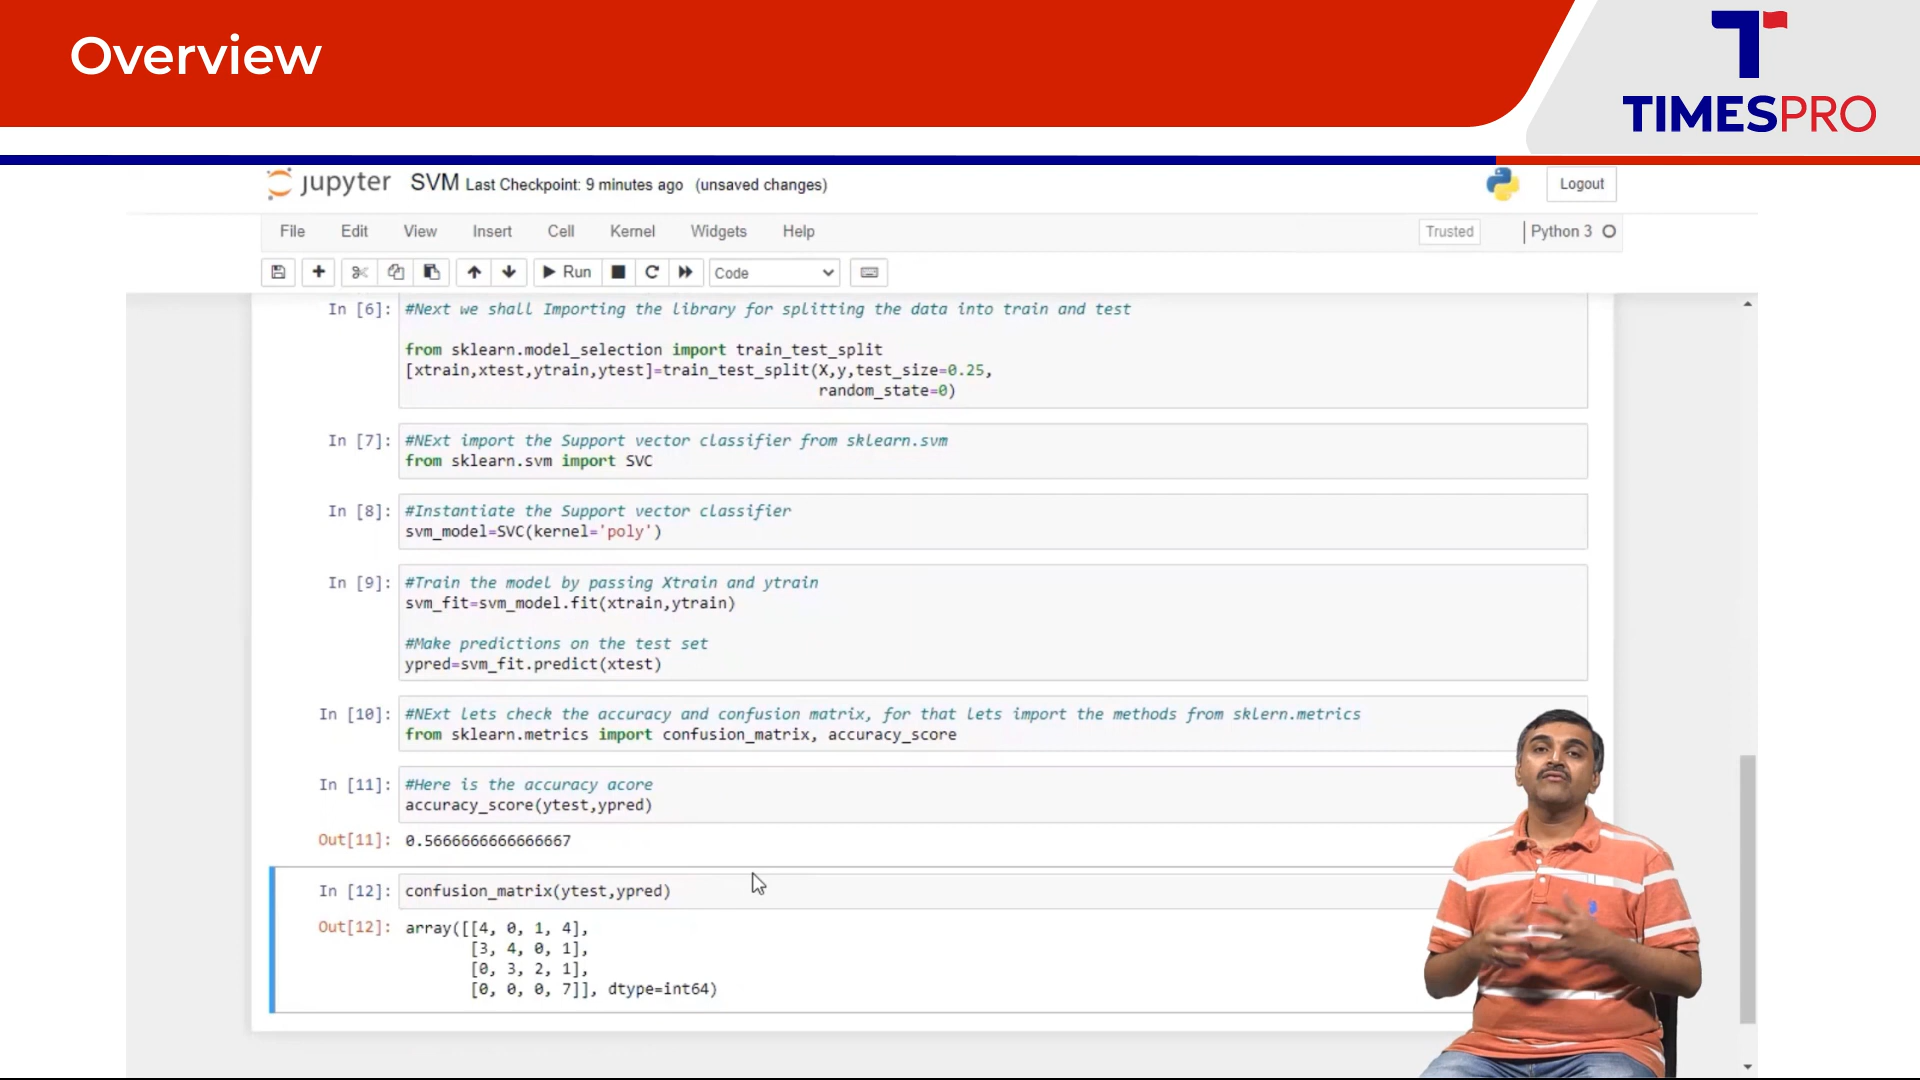 Overview
TIMESPRO
jupyter SVM Last Checkpoint: 9 minutes ago (unsaved changes)
Logout
File Edit View Insert Cell Kernel Widgets Help
Trusted
Python 3
Run
Code
In [6]: #Next we shall Importing the library for splitting the data into train and test
from sklearn.model_selection import train_test_split
[xtrain,xtest,ytrain,ytest]=train_test_split(X,y,test_size=0.25,
random_state=0)
In [7]: #NExt import the Support vector classifier from sklearn.svm
from sklearn.svm import SVC
In [8]: #Instantiate the Support vector classifier
svm_model=SVC(kernel='poly')
In [9]: #Train the model by passing Xtrain and ytrain
svm_fit=svm_model.fit(xtrain,ytrain)
#Make predictions on the test set
ypred=svm_fit.predict(xtest)
In [10]: #NExt lets check the accuracy and confusion matrix, for that lets import the methods from sklern.metrics
from sklearn.metrics import confusion_matrix, accuracy_score
In [11]: #Here is the accuracy acore
accuracy_score(ytest,ypred)
Out[11]: 0.5666666666666667
In [12]: confusion_matrix(ytest,ypred)
Out[12]: array([[4, 0, 1, 4],
[3, 4, 0, 1],
[0, 3, 2, 1],
[0, 0, 0, 7]], dtype=int64)